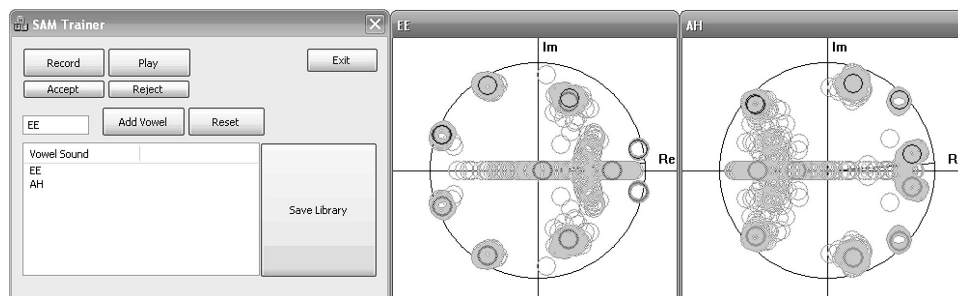 SAM Trainer
Record
Play
Exit
Accept
Reject
EE
Add Vowel
Reset
Vowel Sound
EE
AH
Save Library
EE
Im
Re
AH
Im
R